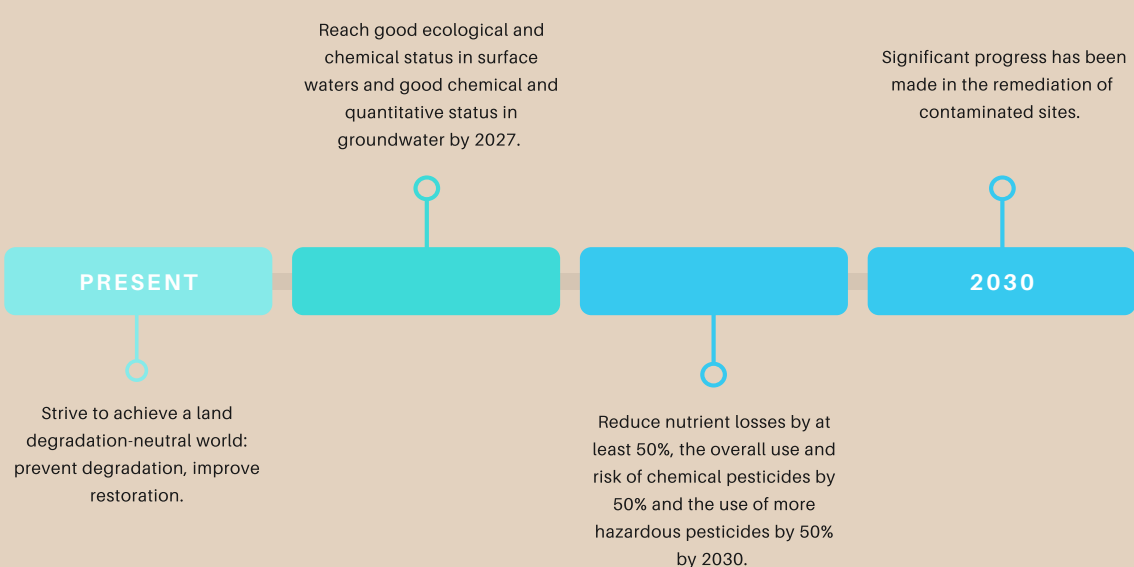 Reach good ecological and
chemical status in surface
waters and good chemical and
quantitative status in
groundwater by 2027.
Significant progress has been
made in the remediation of
contaminated sites.
PRESENT
2030
Strive to achieve a land
degradation-neutral world:
prevent degradation, improve
restoration.
Reduce nutrient losses by at
least 50%, the overall use and
risk of chemical pesticides by
50% and the use of more
hazardous pesticides by 50%
by 2030.